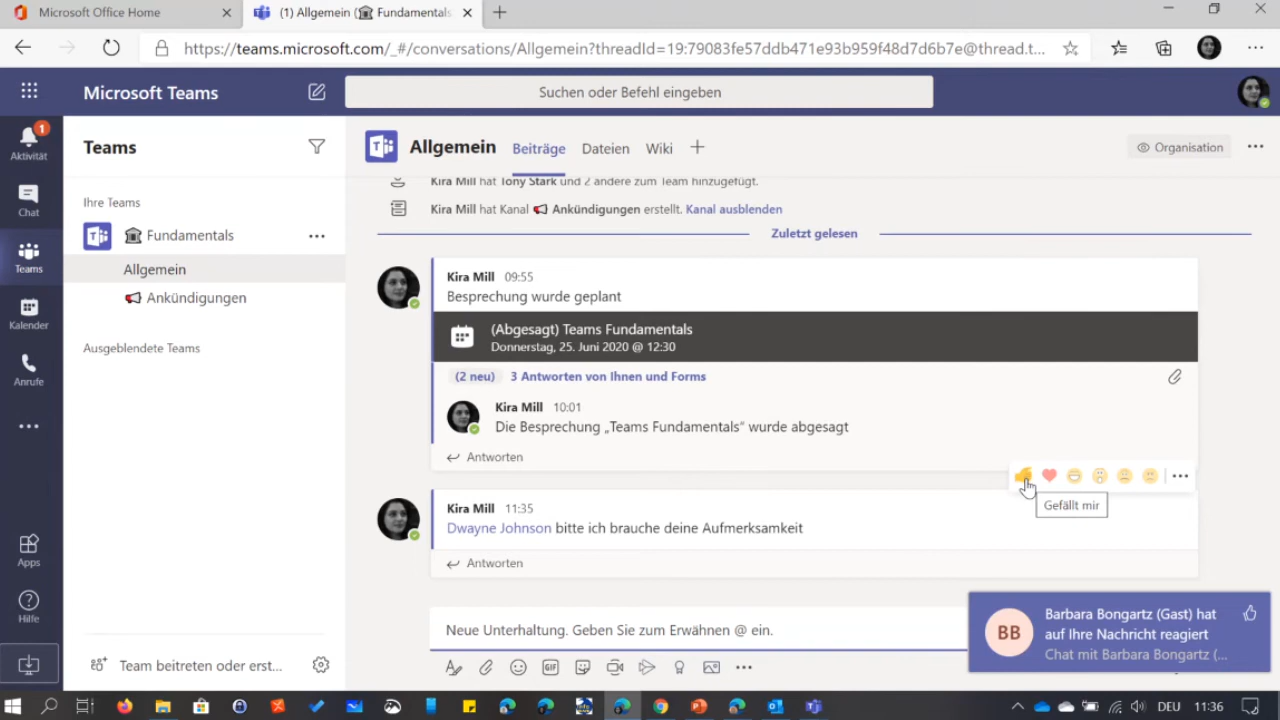 Microsoft Office Home
(1) Allgemein (🏛 Fundamentals
https://teams.microsoft.com/_#/conversations/Allgemein?threadId=19:79083fe57ddb471e93b959f48d7d6b7e@thread.t...
Microsoft Teams
Suchen oder Befehl eingeben
1
Aktivität
Chat
Teams
Kalender
Anrufe
Apps
Hilfe
Teams
Ihre Teams
Fundamentals
Allgemein
Ankündigungen
Ausgeblendete Teams
Team beitreten oder erst...
Allgemein
Beiträge
Dateien
Wiki
Organisation
Kira Mill hat Tony Stark und 2 andere zum Team hinzugefügt.
Kira Mill hat Kanal 📢 Ankündigungen erstellt. Kanal ausblenden
Zuletzt gelesen
Kira Mill 09:55
Besprechung wurde geplant
(Abgesagt) Teams Fundamentals
Donnerstag, 25. Juni 2020 @ 12:30
(2 neu) 3 Antworten von Ihnen und Forms
Kira Mill 10:01
Die Besprechung „Teams Fundamentals“ wurde abgesagt
Antworten
Gefällt mir
Kira Mill 11:35
Dwayne Johnson bitte ich brauche deine Aufmerksamkeit
Antworten
Neue Unterhaltung. Geben Sie zum Erwähnen @ ein.
GIF
BB
Barbara Bongartz (Gast) hat
auf Ihre Nachricht reagiert
Chat mit Barbara Bongartz (...
DEU
11:36